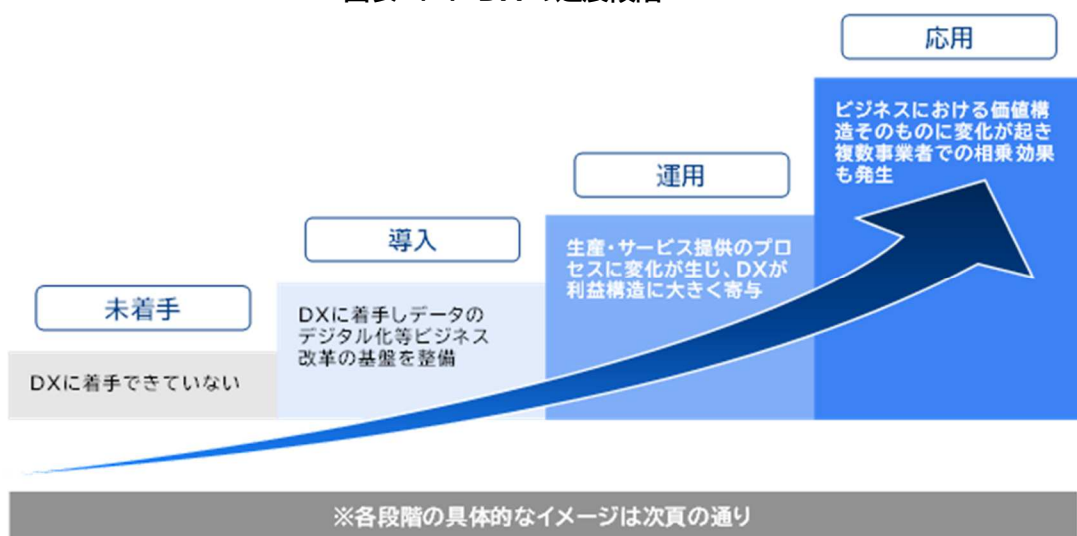 未着手
DXに着手できていない
導入
DXに着手しデータの
デジタル化等ビジネス
改革の基盤を整備
運用
生産・サービス提供のプロ
セスに変化が生じ、DXが
利益構造に大きく寄与
応用
ビジネスにおける価値構
造そのものに変化が起き
複数事業者での相乗効果
も発生
※各段階の具体的なイメージは次頁の通り